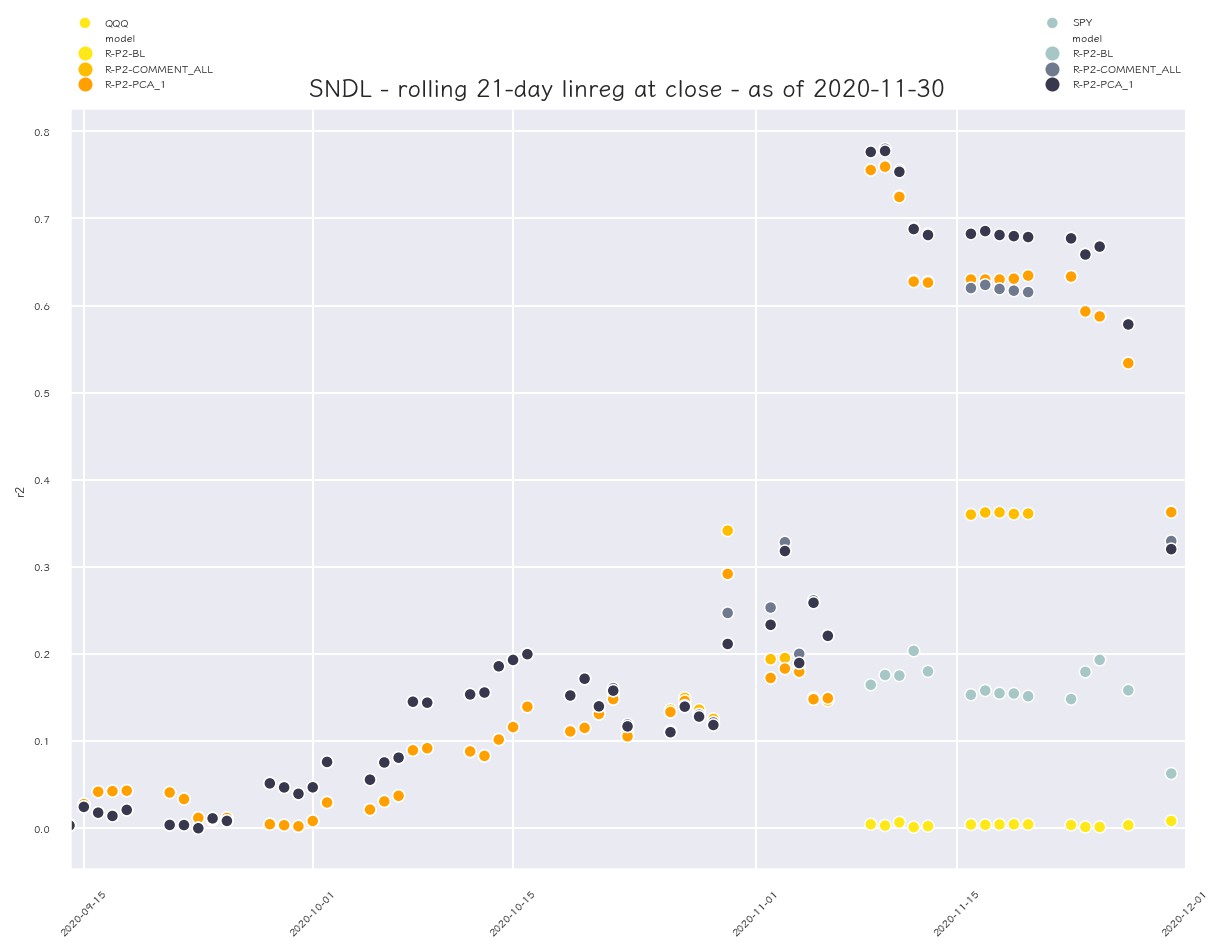 QQQ
model
R-P2-BL
R-P2-COMMENT_ALL
R-P2-PCA_1
SPY
model
R-P2-BL
R-P2-COMMENT_ALL
R-P2-PCA_1
SNDL - rolling 21-day linreg at close - as of 2020-11-30
0.8
0.7
0.6
0.5
0.4
0.3
0.2
0.1
0.0
r2
2020-09-15
2020-10-01
2020-10-15
2020-11-01
2020-11-15
2020-12-01